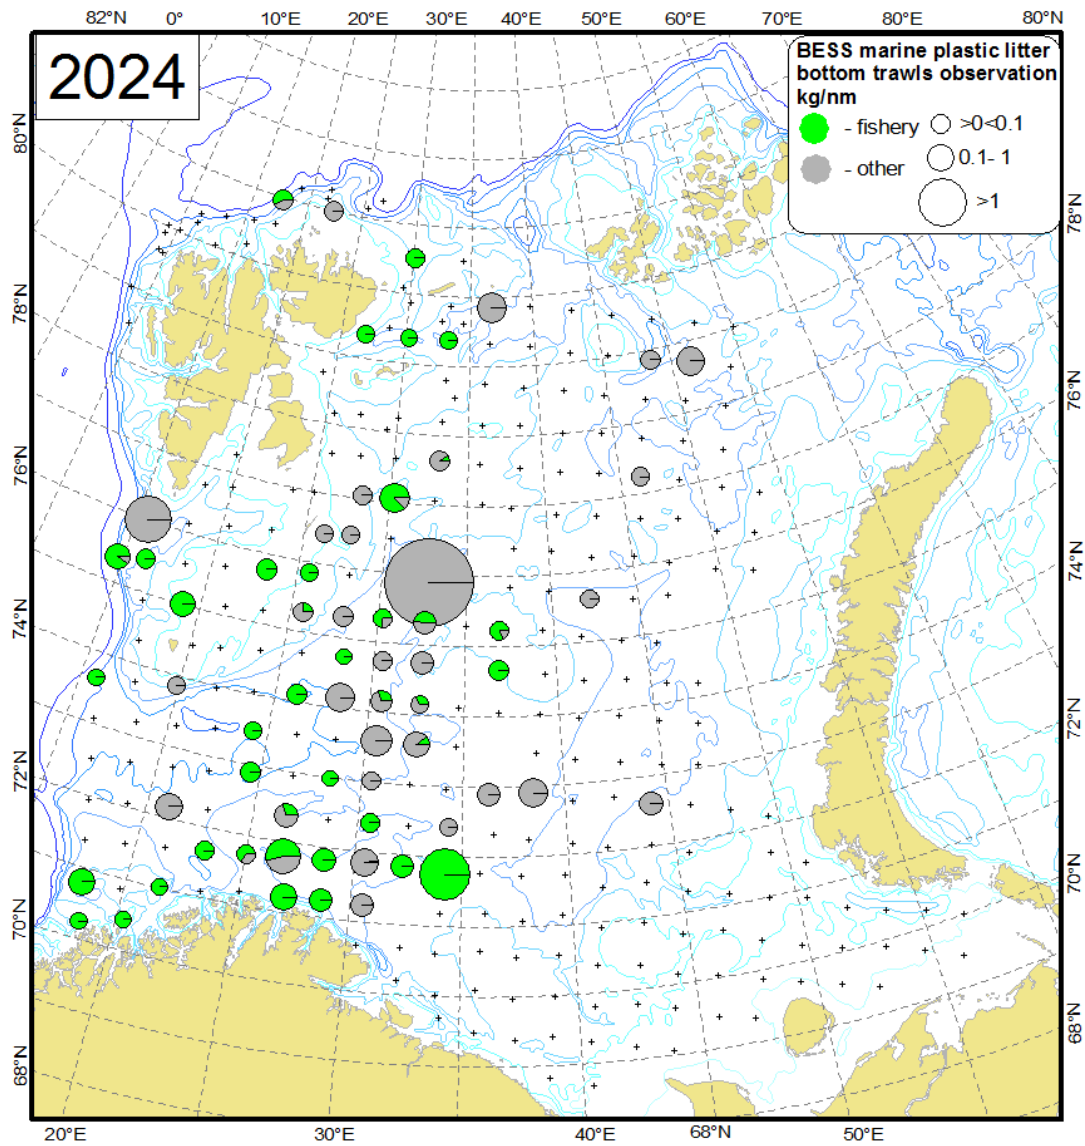 82°N 0° 10°E 20°E 30°E 40°E 50°E 60°E 70°E 80°E 80°N
2024
BESS marine plastic litter
bottom trawls observation
kg/nm
- fishery >0<0.1
- other 0.1- 1
>1
80°N
78°N
76°N
74°N
72°N
70°N
68°N
78°N
76°N
74°N
72°N
70°N
68°N
20°E 30°E 40°E 68°N 50°E